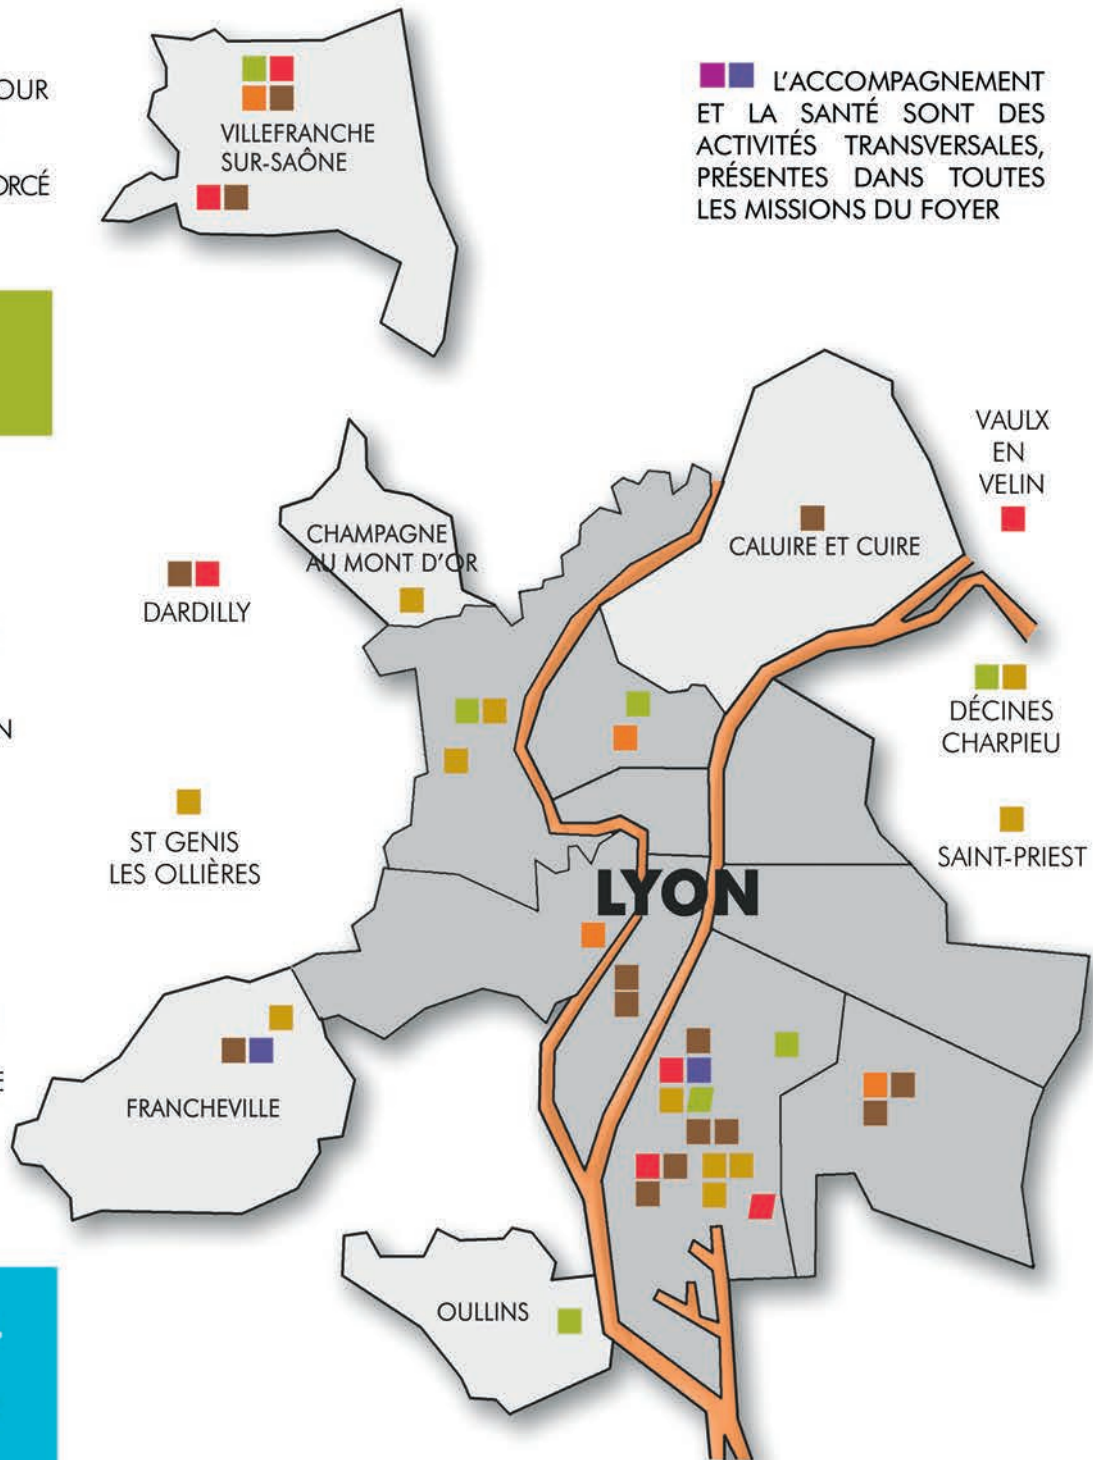 OUR
ORCÉ
VILLEFRANCHE
SUR-SAÔNE
L'ACCOMPAGNEMENT
ET LA SANTÉ SONT DES
ACTIVITÉS TRANSVERSALES,
PRÉSENTES DANS TOUTES
LES MISSIONS DU FOYER
VAULX
EN
VELIN
CHAMPAGNE
AU MONT D'OR
CALUIRE ET CUIRE
DARDILLY
N
DÉCINES
CHARPIEU
ST GENIS
LES OLLIÈRES
SAINT-PRIEST
LYON
E
FRANCHEVILLE
OULLINS